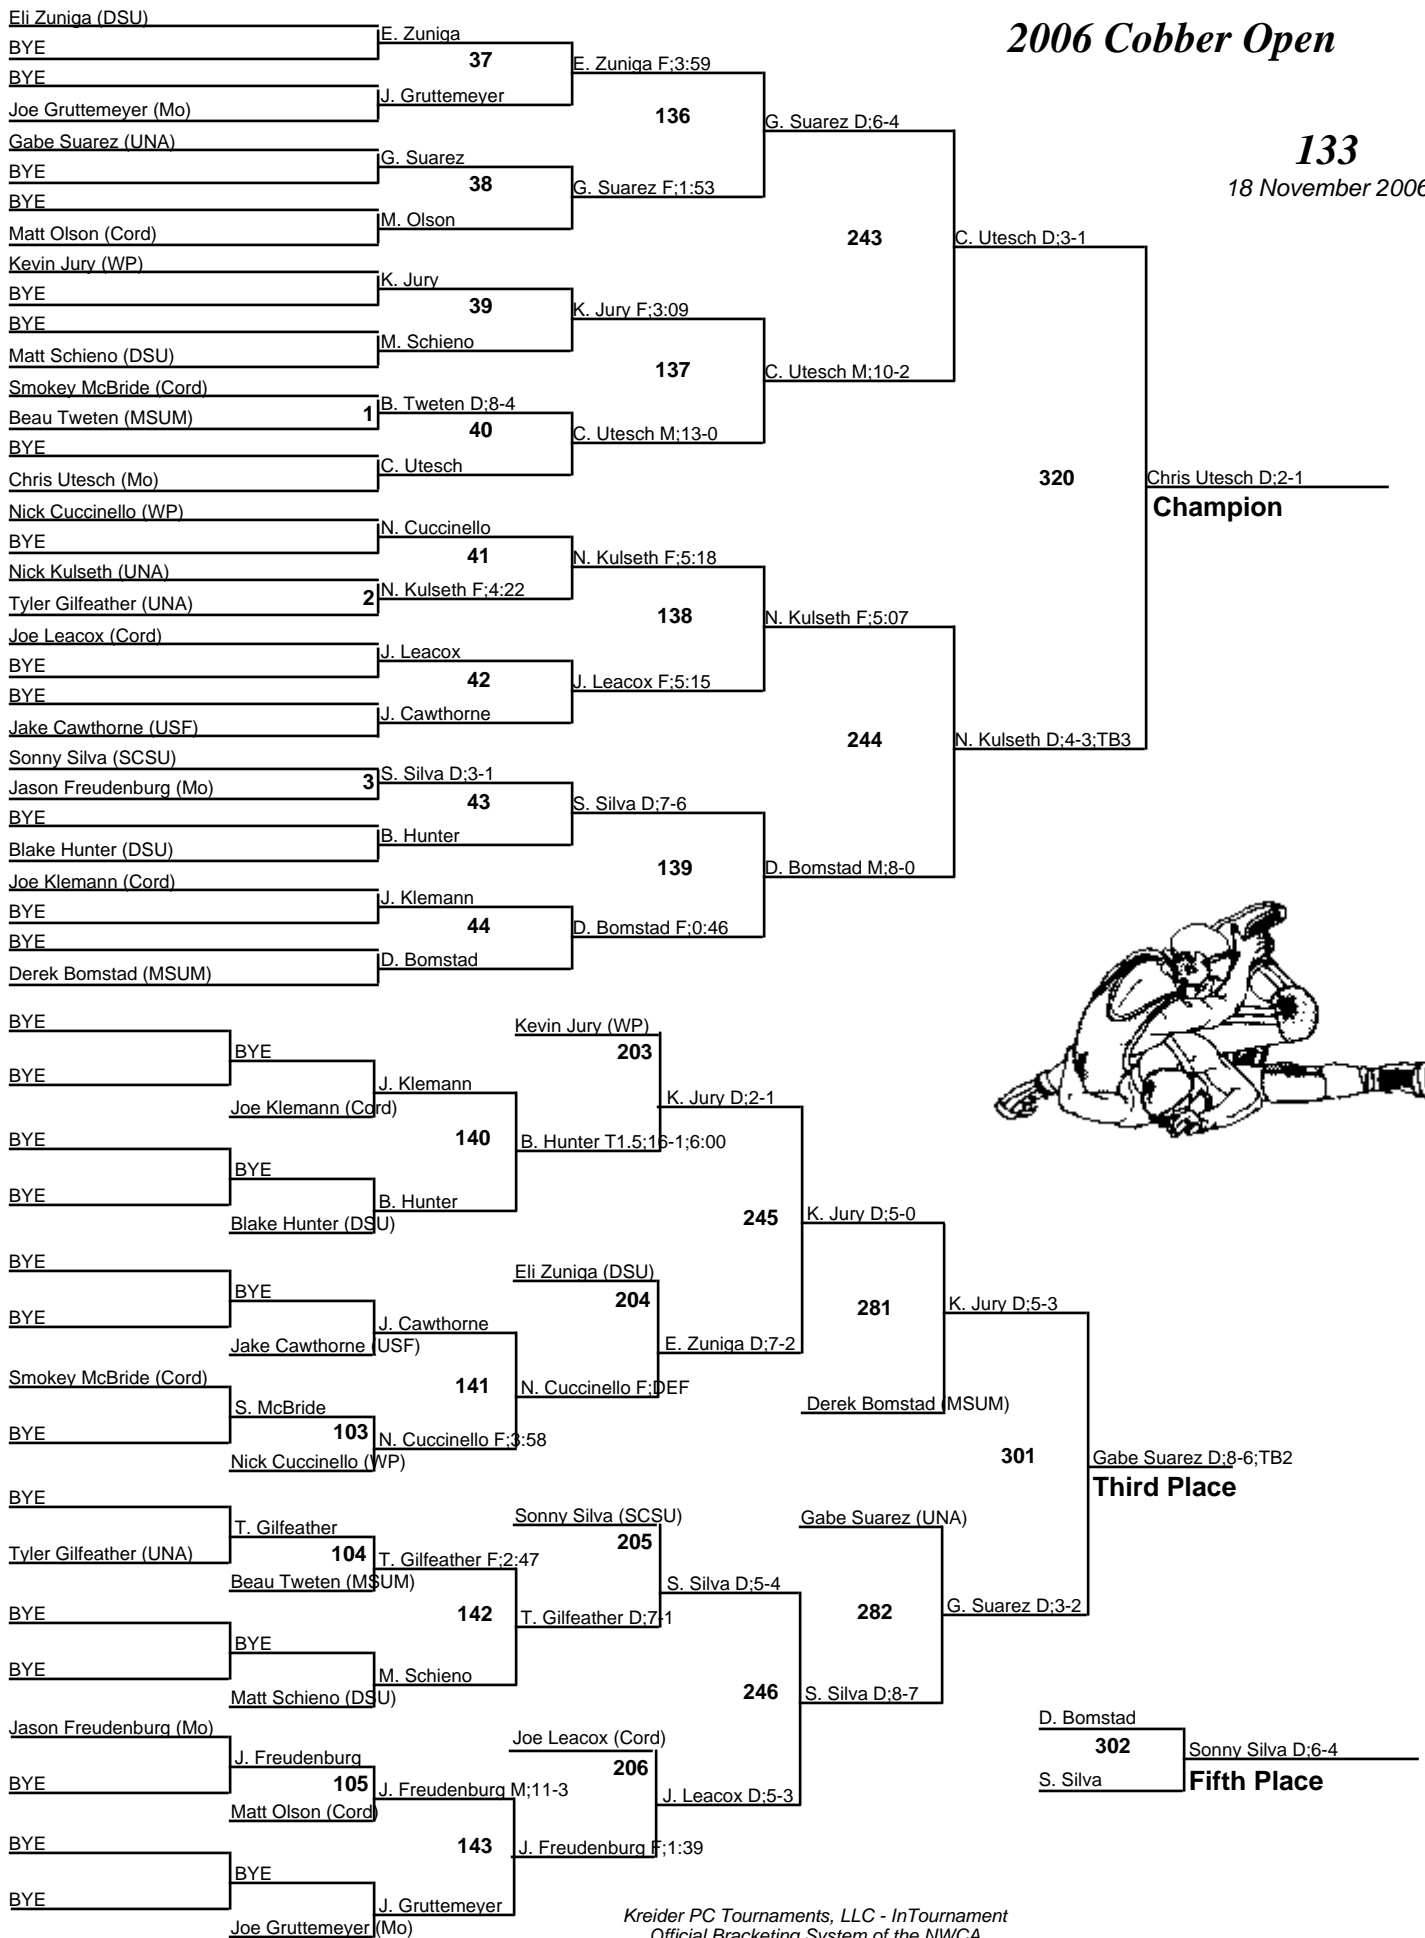 2006 Cobber Open
133
18 November 2006
Eli Zuniga (DSU)
BYE
BYE
Joe Gruttemeyer (Mo)
Gabe Suarez (UNA)
BYE
BYE
Matt Olson (Cord)
Kevin Jury (WP)
BYE
BYE
Matt Schieno (DSU)
Smokey McBride (Cord)
Beau Tweten (MSUM)
1
BYE
Chris Utesch (Mo)
Nick Cuccinello (WP)
BYE
Nick Kulseth (UNA)
Tyler Gilfeather (UNA)
2
Joe Leacox (Cord)
BYE
BYE
Jake Cawthorne (USF)
Sonny Silva (SCSU)
Jason Freudenburg (Mo)
3
BYE
Blake Hunter (DSU)
Joe Klemann (Cord)
BYE
BYE
Derek Bomstad (MSUM)
E. Zuniga
37
J. Gruttemeyer
G. Suarez
38
M. Olson
K. Jury
39
M. Schieno
B. Tweten D;8-4
40
C. Utesch
N. Cuccinello
41
N. Kulseth F;4:22
J. Leacox
42
J. Cawthorne
S. Silva D;3-1
43
B. Hunter
J. Klemann
44
D. Bomstad
E. Zuniga F;3:59
136
G. Suarez F;1:53
K. Jury F;3:09
137
C. Utesch M;13-0
N. Kulseth F;5:18
138
J. Leacox F;5:15
S. Silva D;7-6
139
D. Bomstad F;0:46
G. Suarez D;6-4
243
C. Utesch M;10-2
N. Kulseth F;5:07
244
D. Bomstad M;8-0
C. Utesch D;3-1
320
N. Kulseth D;4-3;TB3
Chris Utesch D;2-1
Champion
BYE
BYE
BYE
BYE
BYE
BYE
Smokey McBride (Cord)
BYE
BYE
Tyler Gilfeather (UNA)
BYE
BYE
Jason Freudenburg (Mo)
BYE
BYE
BYE
BYE
Joe Klemann (Cord)
BYE
Blake Hunter (DSU)
BYE
Jake Cawthorne (USF)
S. McBride
103
Nick Cuccinello (WP)
T. Gilfeather
104
Beau Tweten (MSUM)
BYE
Matt Schieno (DSU)
J. Freudenburg
105
Matt Olson (Cord)
BYE
Joe Gruttemeyer (Mo)
J. Klemann
140
B. Hunter
J. Cawthorne
141
N. Cuccinello F;3:58
T. Gilfeather F;2:47
142
M. Schieno
J. Freudenburg M;11-3
143
J. Gruttemeyer
Kevin Jury (WP)
203
B. Hunter T1.5;16-1;6:00
Eli Zuniga (DSU)
204
N. Cuccinello F;DEF
Sonny Silva (SCSU)
205
T. Gilfeather D;7-1
Joe Leacox (Cord)
206
J. Freudenburg F;1:39
K. Jury D;2-1
245
E. Zuniga D;7-2
S. Silva D;5-4
246
J. Leacox D;5-3
K. Jury D;5-0
281
Derek Bomstad (MSUM)
Gabe Suarez (UNA)
282
S. Silva D;8-7
K. Jury D;5-3
301
G. Suarez D;3-2
Gabe Suarez D;8-6;TB2
Third Place
D. Bomstad
302
S. Silva
Sonny Silva D;6-4
Fifth Place
Kreider PC Tournaments, LLC - InTournament
Official Bracketing System of the NWCA